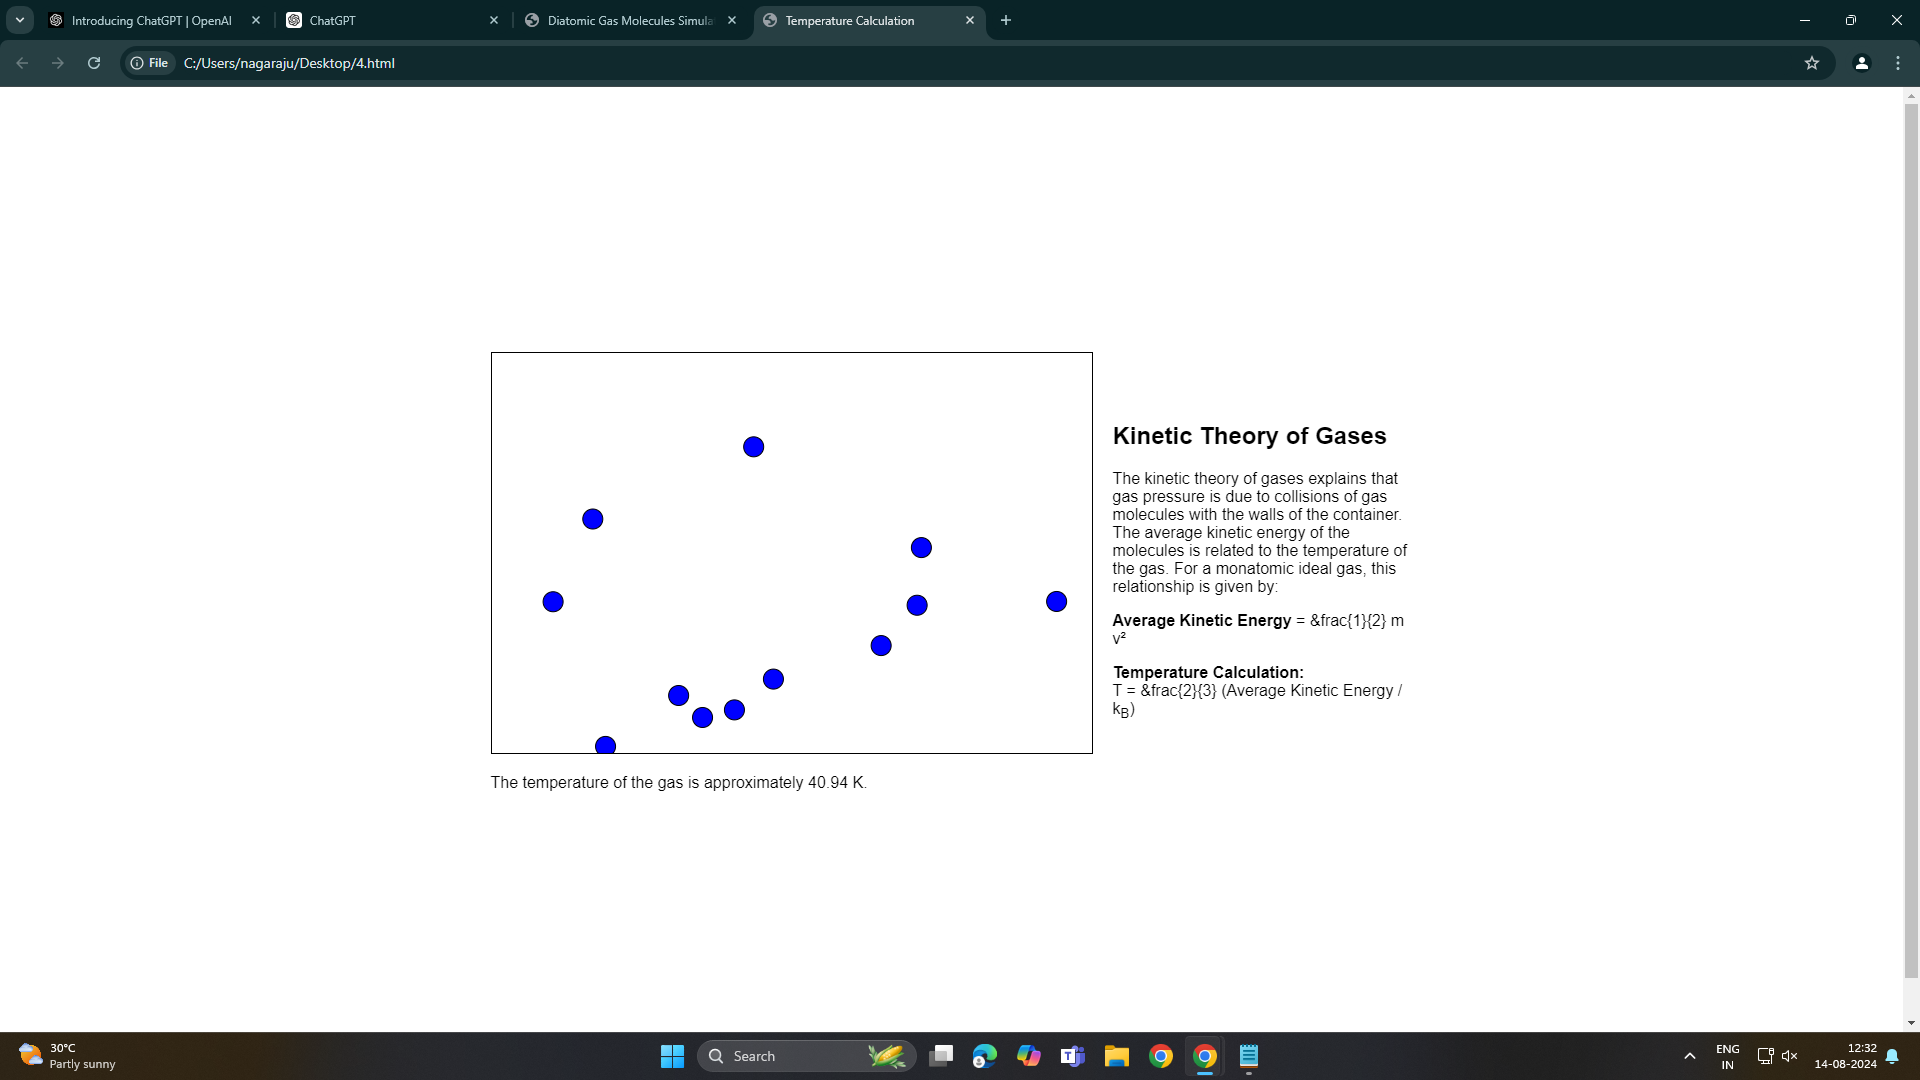 Introducing ChatGPT | OpenAI
ChatGPT
Diatomic Gas Molecules Simula
Temperature Calculation
File
C:/Users/nagaraju/Desktop/4.html
Kinetic Theory of Gases
The kinetic theory of gases explains that
gas pressure is due to collisions of gas
molecules with the walls of the container.
The average kinetic energy of the
molecules is related to the temperature of
the gas. For a monatomic ideal gas, this
relationship is given by:
Average Kinetic Energy = &frac{1}{2} m
v²
Temperature Calculation:
T = &frac{2}{3} (Average Kinetic Energy /
k_B)
The temperature of the gas is approximately 40.94 K.
30°C
Partly sunny
Search
ENG
IN
12:32
14-08-2024